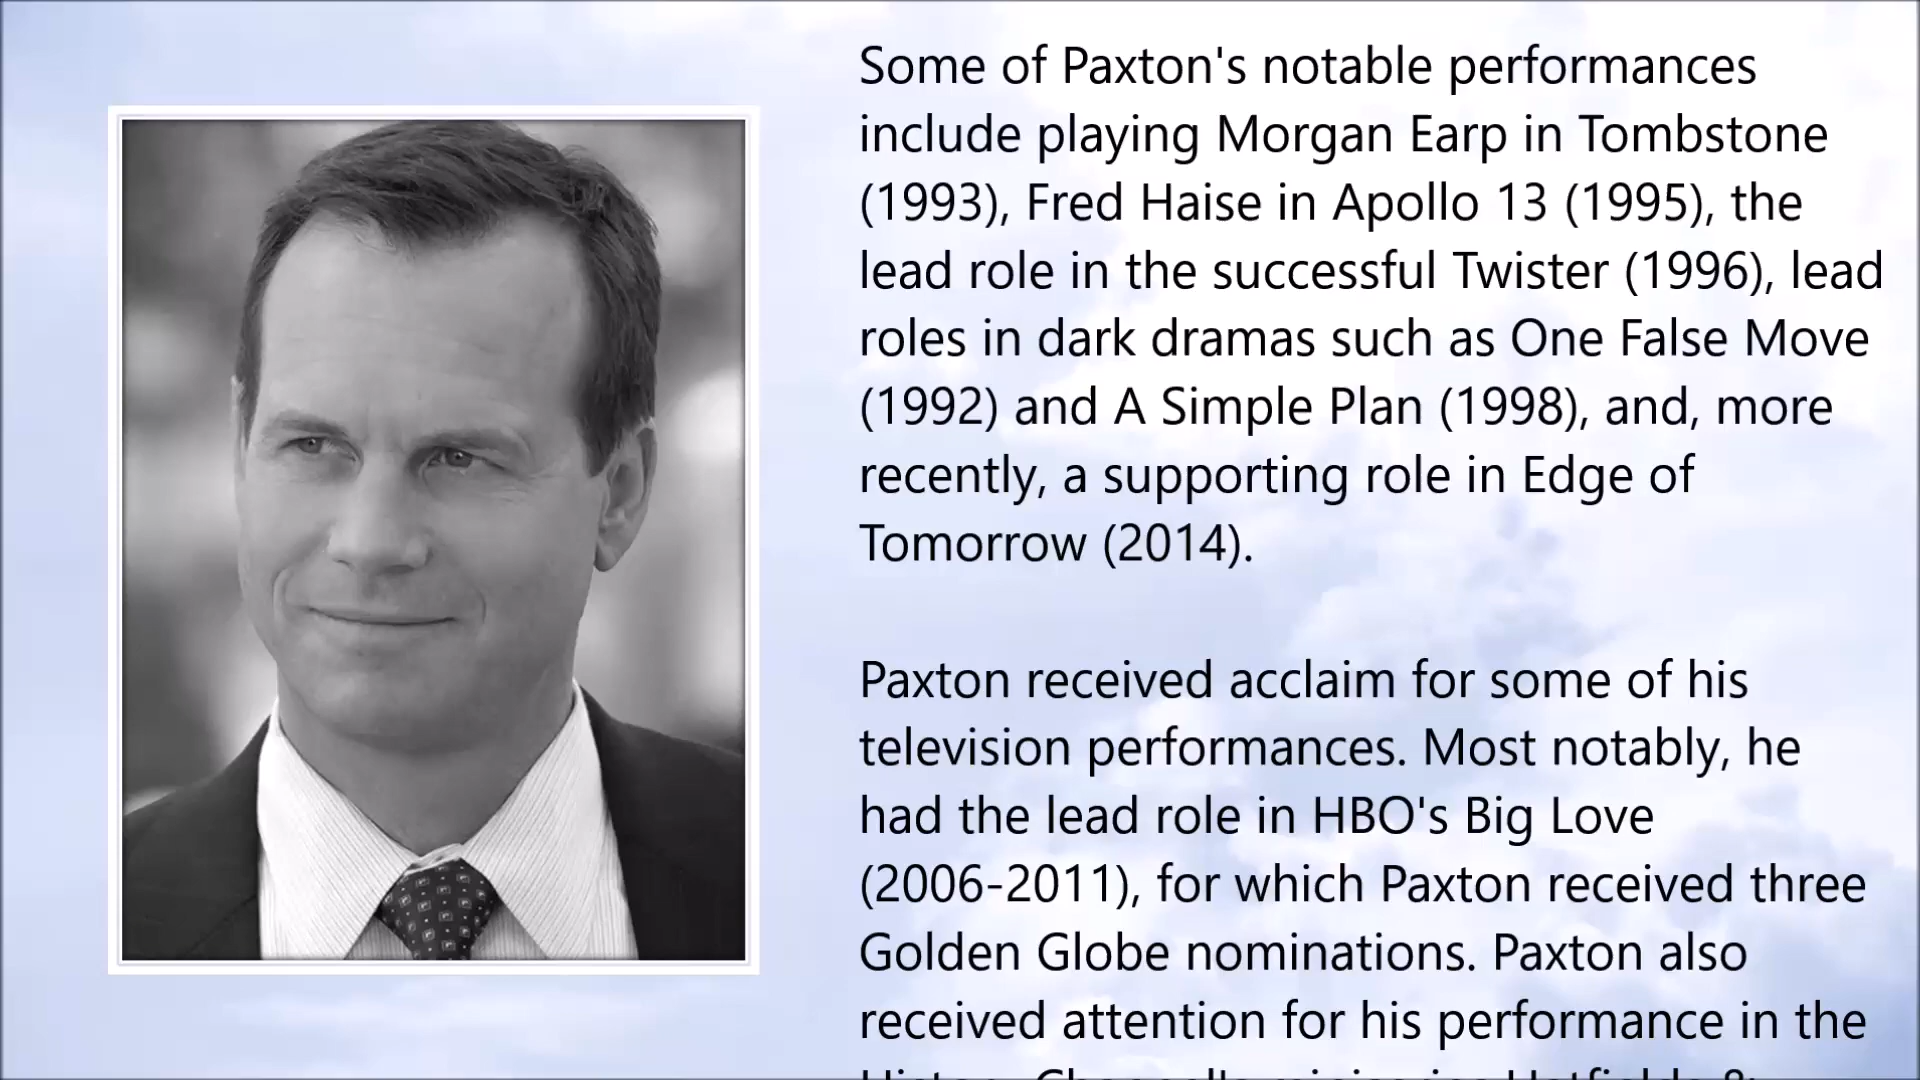 Some of Paxton's notable performances
include playing Morgan Earp in Tombstone
(1993), Fred Haise in Apollo 13 (1995), the
lead role in the successful Twister (1996), lead
roles in dark dramas such as One False Move
(1992) and A Simple Plan (1998), and, more
recently, a supporting role in Edge of
Tomorrow (2014).
Paxton received acclaim for some of his
television performances. Most notably, he
had the lead role in HBO's Big Love
(2006-2011), for which Paxton received three
Golden Globe nominations. Paxton also
received attention for his performance in the